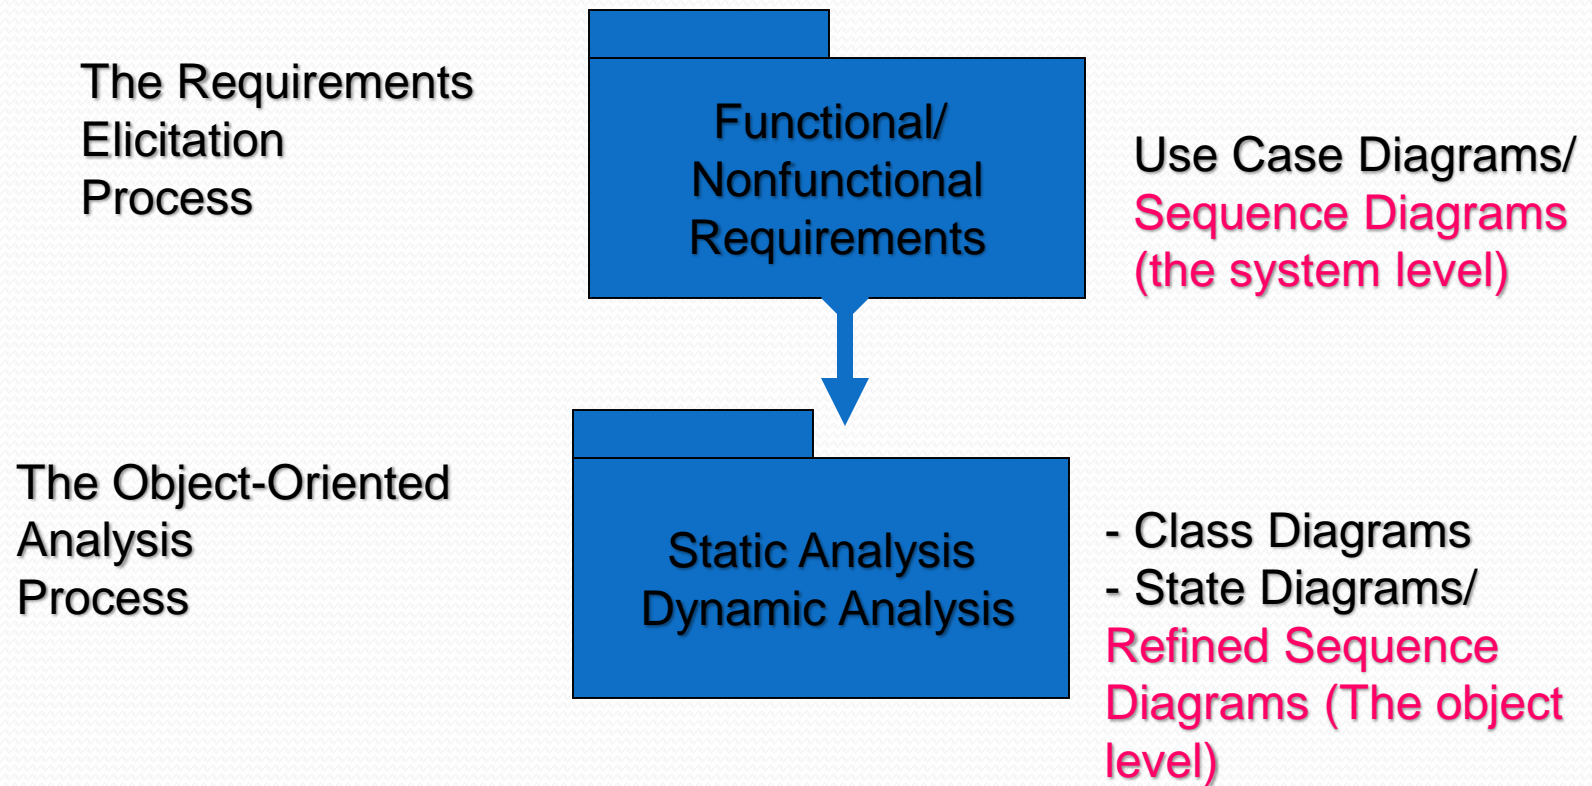 The Requirements
Elicitation
Process
Functional/
Nonfunctional
Requirements
Use Case Diagrams/
Sequence Diagrams
(the system level)
The Object-Oriented
Analysis
Process
Static Analysis
Dynamic Analysis
- Class Diagrams
- State Diagrams/
Refined Sequence
Diagrams (The object
level)